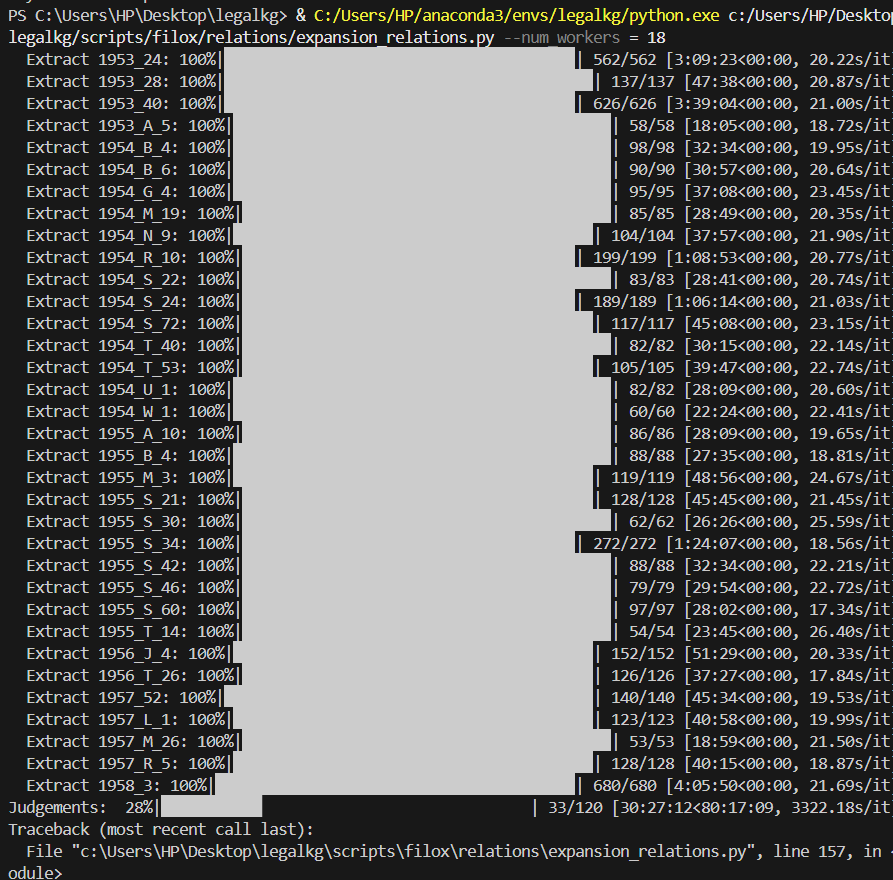 PS C:\Users\HP\Desktop\legalkg> & C:/Users/HP/anaconda3/envs/legalkg/python.exe c:/Users/HP/Desktop
legalkg/scripts/filox/relations/expansion_relations.py --num_workers = 18
Extract 1953_24: 100%| | 562/562 [3:09:23<00:00, 20.22s/it]
Extract 1953_28: 100%| | 137/137 [47:38<00:00, 20.87s/it]
Extract 1953_40: 100%| | 626/626 [3:39:04<00:00, 21.00s/it]
Extract 1953_A_5: 100%| | 58/58 [18:05<00:00, 18.72s/it]
Extract 1954_B_4: 100%| | 98/98 [32:34<00:00, 19.95s/it]
Extract 1954_B_6: 100%| | 90/90 [30:57<00:00, 20.64s/it]
Extract 1954_G_4: 100%| | 95/95 [37:08<00:00, 23.45s/it]
Extract 1954_M_19: 100%| | 85/85 [28:49<00:00, 20.35s/it]
Extract 1954_N_9: 100%| | 104/104 [37:57<00:00, 21.90s/it]
Extract 1954_R_10: 100%| | 199/199 [1:08:53<00:00, 20.77s/it]
Extract 1954_S_22: 100%| | 83/83 [28:41<00:00, 20.74s/it]
Extract 1954_S_24: 100%| | 189/189 [1:06:14<00:00, 21.03s/it]
Extract 1954_S_72: 100%| | 117/117 [45:08<00:00, 23.15s/it]
Extract 1954_T_40: 100%| | 82/82 [30:15<00:00, 22.14s/it]
Extract 1954_T_53: 100%| | 105/105 [39:47<00:00, 22.74s/it]
Extract 1954_U_1: 100%| | 82/82 [28:09<00:00, 20.60s/it]
Extract 1954_W_1: 100%| | 60/60 [22:24<00:00, 22.41s/it]
Extract 1955_A_10: 100%| | 86/86 [28:09<00:00, 19.65s/it]
Extract 1955_B_4: 100%| | 88/88 [27:35<00:00, 18.81s/it]
Extract 1955_M_3: 100%| | 119/119 [48:56<00:00, 24.67s/it]
Extract 1955_S_21: 100%| | 128/128 [45:45<00:00, 21.45s/it]
Extract 1955_S_30: 100%| | 62/62 [26:26<00:00, 25.59s/it]
Extract 1955_S_34: 100%| | 272/272 [1:24:07<00:00, 18.56s/it]
Extract 1955_S_42: 100%| | 88/88 [32:34<00:00, 22.21s/it]
Extract 1955_S_46: 100%| | 79/79 [29:54<00:00, 22.72s/it]
Extract 1955_S_60: 100%| | 97/97 [28:02<00:00, 17.34s/it]
Extract 1955_T_14: 100%| | 54/54 [23:45<00:00, 26.40s/it]
Extract 1956_J_4: 100%| | 152/152 [51:29<00:00, 20.33s/it]
Extract 1956_T_26: 100%| | 126/126 [37:27<00:00, 17.84s/it]
Extract 1957_52: 100%| | 140/140 [45:34<00:00, 19.53s/it]
Extract 1957_L_1: 100%| | 123/123 [40:58<00:00, 19.99s/it]
Extract 1957_M_26: 100%| | 53/53 [18:59<00:00, 21.50s/it]
Extract 1957_R_5: 100%| | 128/128 [40:15<00:00, 18.87s/it]
Extract 1958_3: 100%| | 680/680 [4:05:50<00:00, 21.69s/it]
Judgements: 28%| | 33/120 [30:27:12<80:17:09, 3322.18s/it]
Traceback (most recent call last):
File "c:\Users\HP\Desktop\legalkg\scripts\filox\relations\expansion_relations.py", line 157, in <
odule>